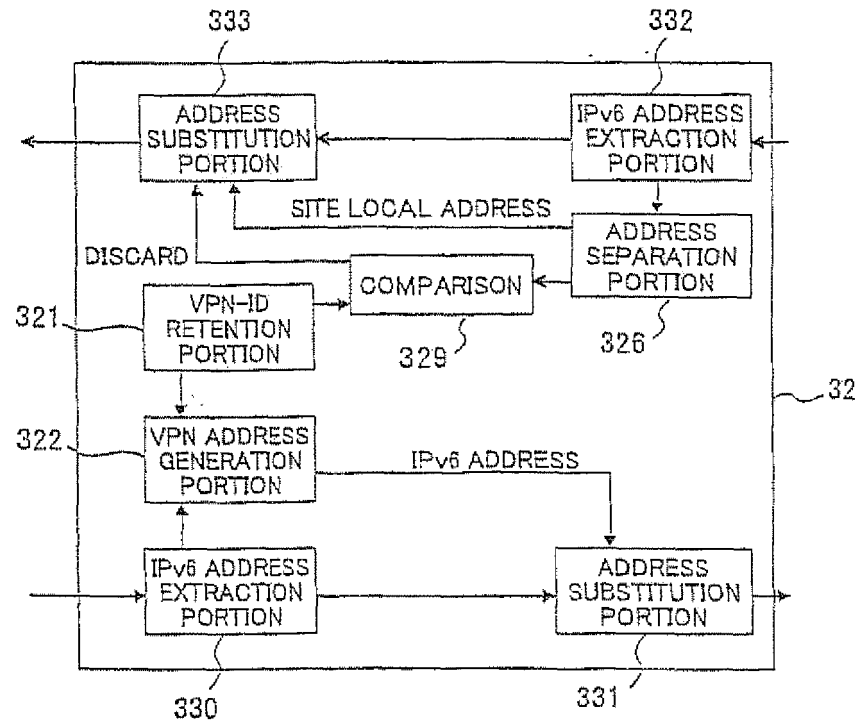 333
332
ADDRESS
SUBSTITUTION
PORTION
IPv6 ADDRESS
EXTRACTION
PORTION
SITE LOCAL ADDRESS
ADDRESS
SEPARATION
PORTION
DISCARD
COMPARISON
321
VPN-ID
RETENTION
PORTION
329
326
32
322
VPN ADDRESS
GENERATION
PORTION
IPv6 ADDRESS
IPv6 ADDRESS
EXTRACTION
PORTION
ADDRESS
SUBSTITUTION
PORTION
330
331